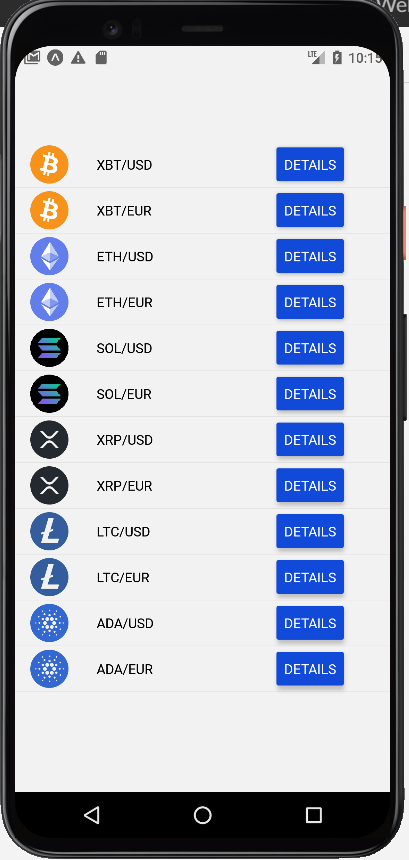 Wel
LTE 10:15
XBT/USD DETAILS
XBT/EUR DETAILS
ETH/USD DETAILS
ETH/EUR DETAILS
SOL/USD DETAILS
SOL/EUR DETAILS
XRP/USD DETAILS
XRP/EUR DETAILS
LTC/USD DETAILS
LTC/EUR DETAILS
ADA/USD DETAILS
ADA/EUR DETAILS